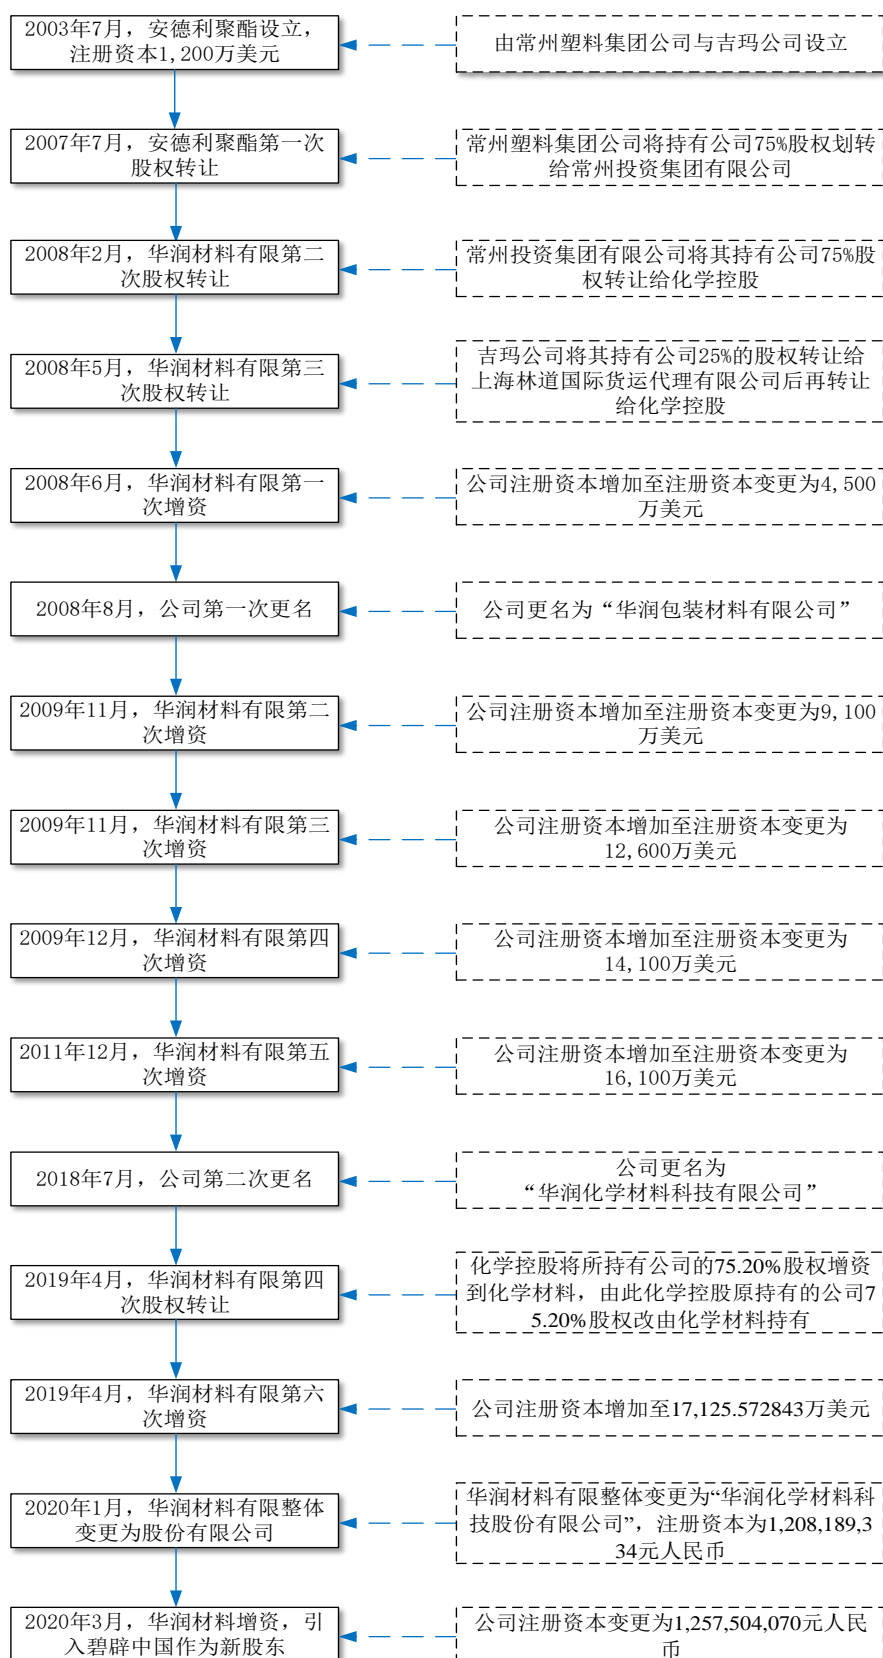 2003年7月，安德利聚酯设立，
注册资本1,200万美元
由常州塑料集团公司与吉玛公司设立
2007年7月，安德利聚酯第一次
股权转让
常州塑料集团公司将持有公司75%股权划转
给常州投资集团有限公司
2008年2月，华润材料有限第二
次股权转让
常州投资集团有限公司将其持有公司75%股
权转让给化学控股
2008年5月，华润材料有限第三
次股权转让
吉玛公司将其持有公司25%的股权转让给
上海林道国际货运代理有限公司后再转让
给化学控股
2008年6月，华润材料有限第一
次增资
公司注册资本增加至注册资本变更为4,500
万美元
2008年8月，公司第一次更名
公司更名为“华润包装材料有限公司”
2009年11月，华润材料有限第二
次增资
公司注册资本增加至注册资本变更为9,100
万美元
2009年11月，华润材料有限第三
次增资
公司注册资本增加至注册资本变更为
12,600万美元
2009年12月，华润材料有限第四
次增资
公司注册资本增加至注册资本变更为
14,100万美元
2011年12月，华润材料有限第五
次增资
公司注册资本增加至注册资本变更为
16,100万美元
2018年7月，公司第二次更名
公司更名为
“华润化学材料科技有限公司”
2019年4月，华润材料有限第四
次股权转让
化学控股将所持有公司的75.20%股权增资
到化学材料，由此化学控股原持有的公司7
5.20%股权改由化学材料持有
2019年4月，华润材料有限第六
次增资
公司注册资本增加至17,125.572843万美元
2020年1月，华润材料有限整体
变更为股份有限公司
华润材料有限整体变更为“华润化学材料科
技股份有限公司”，注册资本为1,208,189,3
34元人民币
2020年3月，华润材料增资，引
入碧辟中国作为新股东
公司注册资本变更为1,257,504,070元人民
币